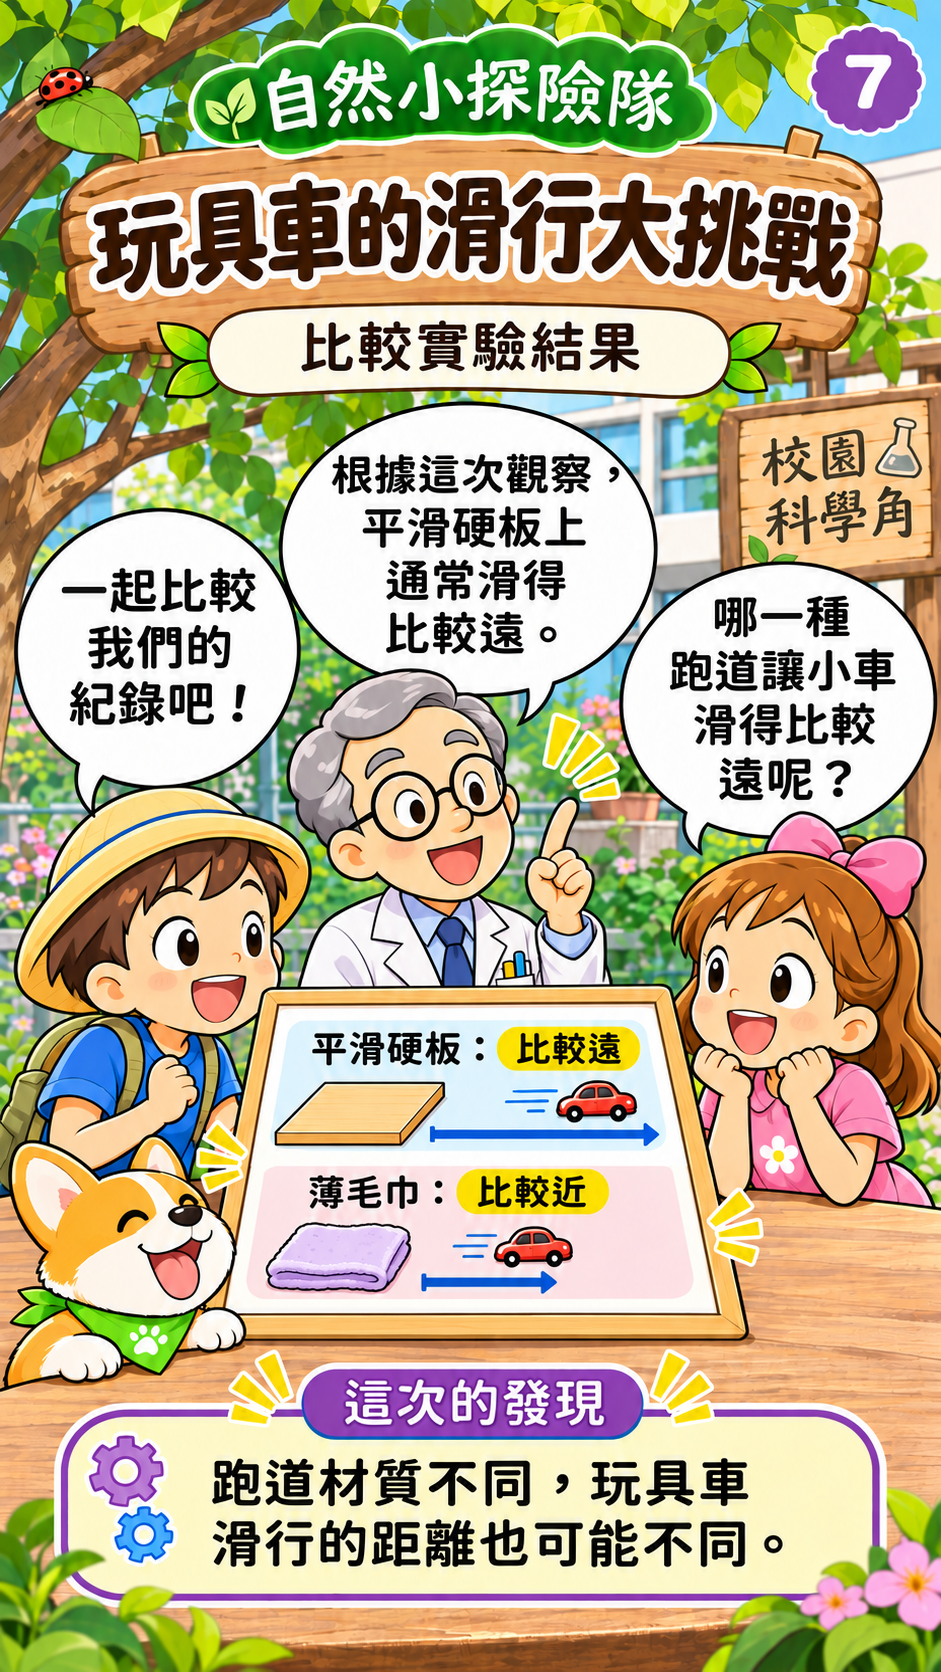 自然小探險隊
7
玩具車的滑行大挑戰
比較實驗結果
校園
科學角
一起比較
我們的
紀錄吧！
根據這次觀察，
平滑硬板上
通常滑得
比較遠。
哪一種
跑道讓小車
滑得比較
遠呢？
平滑硬板：比較遠
薄毛巾：比較近
這次的發現
跑道材質不同，玩具車
滑行的距離也可能不同。